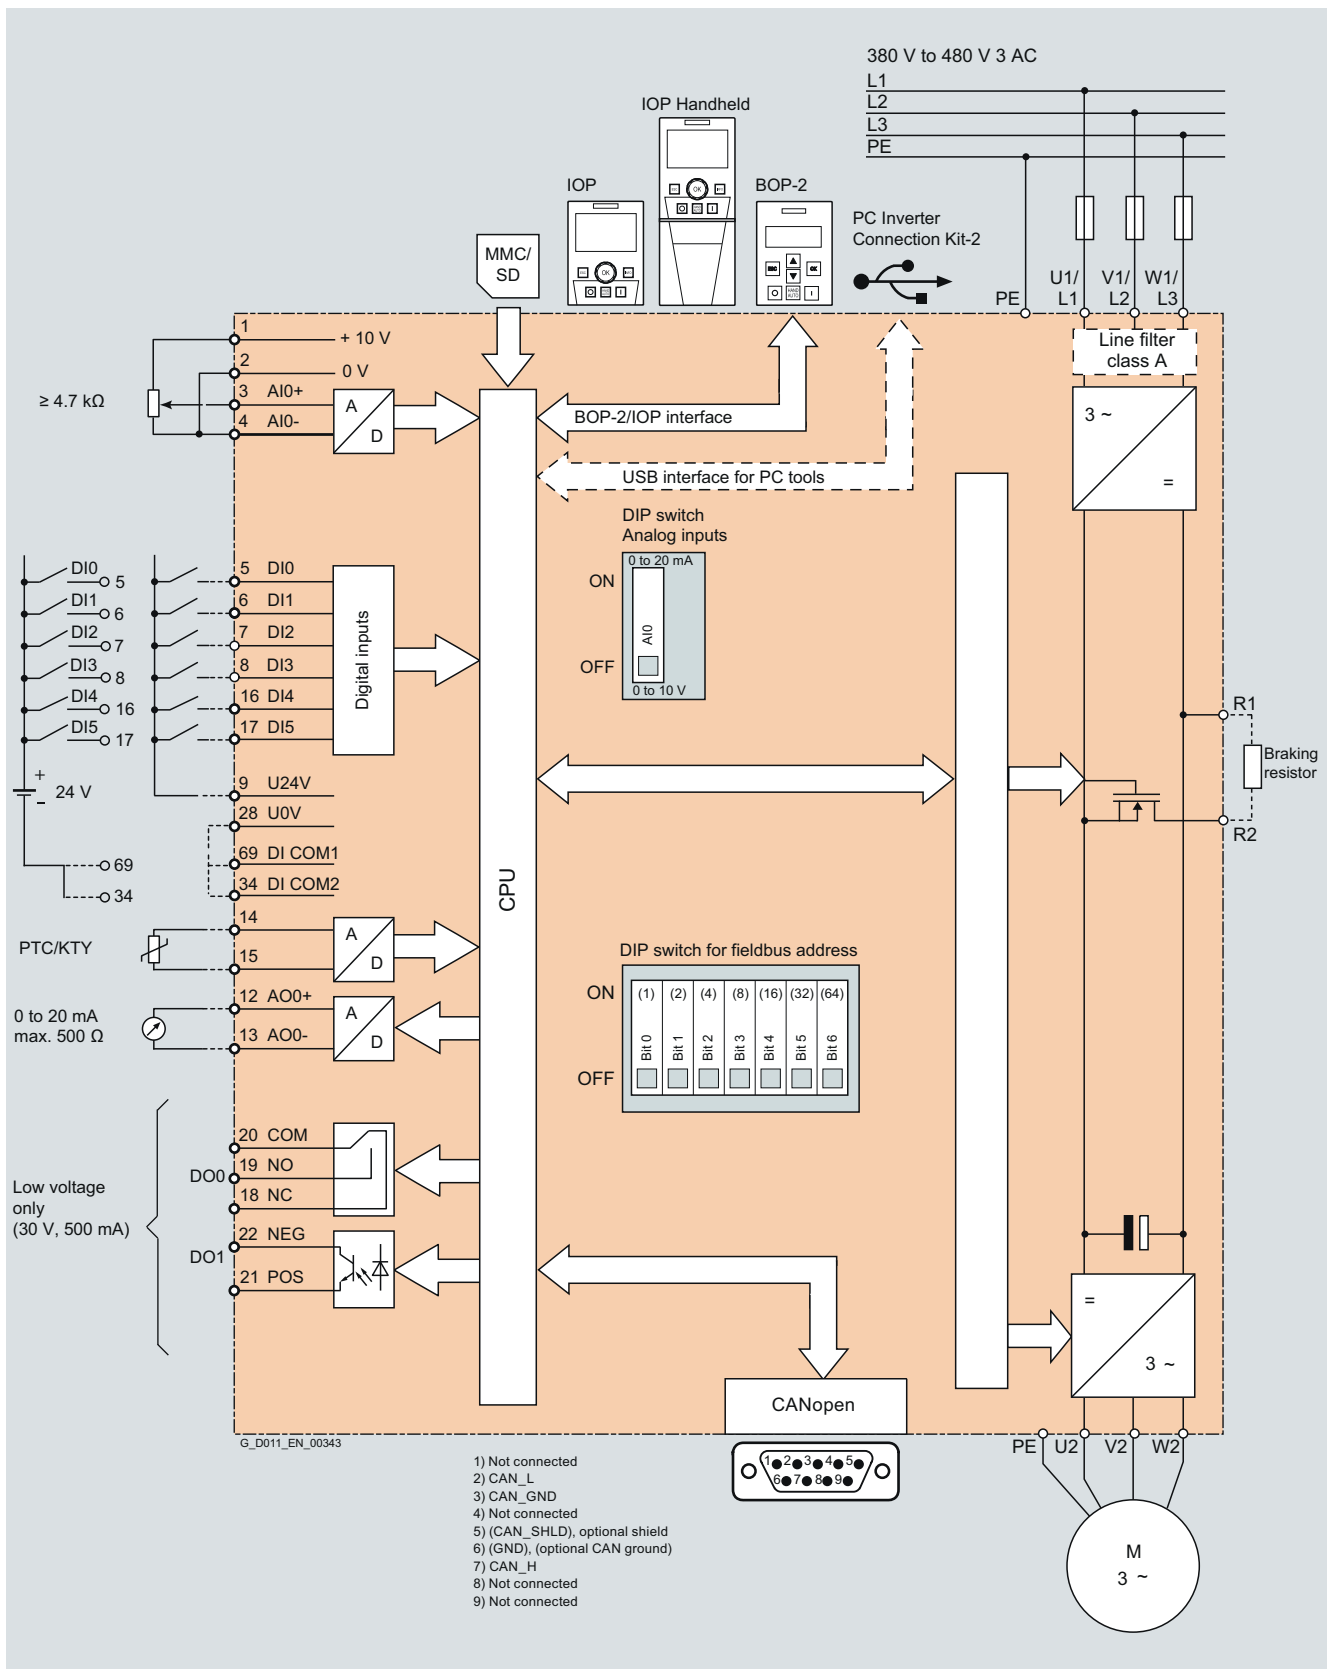 380 V to 480 V 3 AC
L1
L2
L3
PE
IOP Handheld
IOP
BOP-2
PC Inverter
Connection Kit-2
MMC/
SD
PE
U1/
L1
V1/
L2
W1/
L3
Line filter
class A
3 ~
=
1
+ 10 V
2
0 V
3 AI0+
4 AI0-
≥ 4.7 kΩ
A
D
BOP-2/IOP interface
USB interface for PC tools
DIP switch
Analog inputs
0 to 20 mA
ON
AI0
OFF
0 to 10 V
DI0 5
DI1 6
DI2 7
DI3 8
DI4 16
DI5 17
5 DI0
6 DI1
7 DI2
8 DI3
16 DI4
17 DI5
Digital inputs
+
-
24 V
9 U24V
28 U0V
69 DI COM1
34 DI COM2
69
34
CPU
R1
Braking
resistor
R2
PTC/KTY
14
15
A
D
0 to 20 mA
max. 500 Ω
12 AO0+
13 AO0-
A
D
DIP switch for fieldbus address
ON
(1) (2) (4) (8) (16) (32) (64)
Bit 0 Bit 1 Bit 2 Bit 3 Bit 4 Bit 5 Bit 6
OFF
Low voltage
only
(30 V, 500 mA)
DO0
20 COM
19 NO
18 NC
DO1
22 NEG
21 POS
=
3 ~
CANopen
G_D011_EN_00343
PE U2 V2 W2
1 2 3 4 5
6 7 8 9
1) Not connected
2) CAN_L
3) CAN_GND
4) Not connected
5) (CAN_SHLD), optional shield
6) (GND), (optional CAN ground)
7) CAN_H
8) Not connected
9) Not connected
M
3 ~